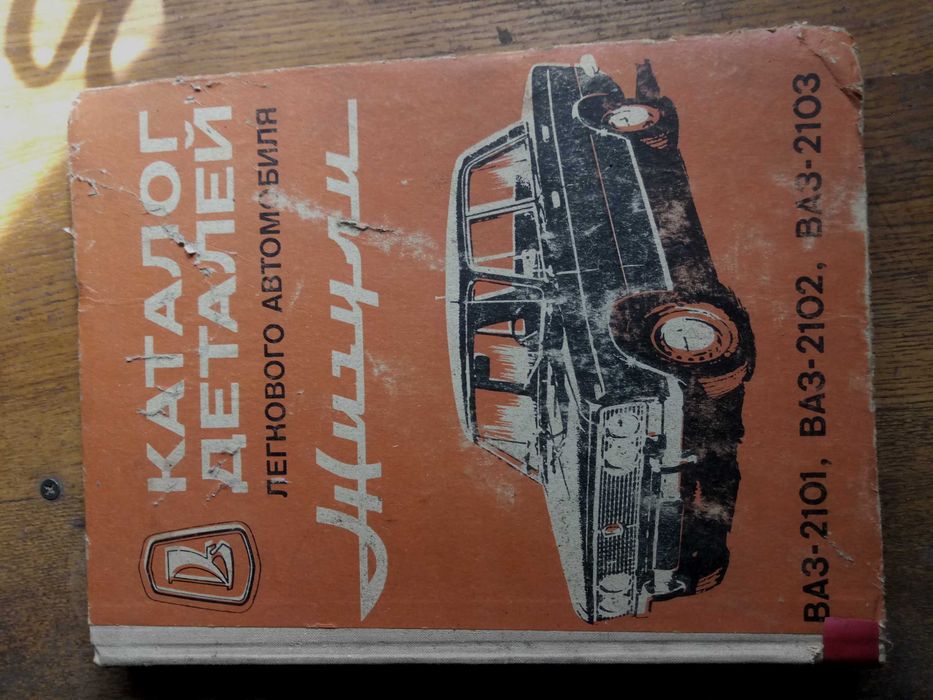 КАТАЛОГ
ДЕТАЛЕЙ
ЛЕГКОВОГО АВТОМОБИЛЯ
Жигули
ВАЗ-2101, ВАЗ-2102, ВАЗ-2103